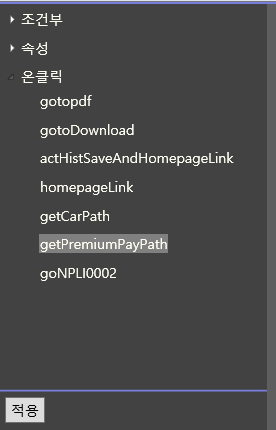 조건부
속성
온클릭
gotopdf
gotoDownload
actHistSaveAndHomepageLink
homepageLink
getCarPath
getPremiumPayPath
goNPLI0002
적용